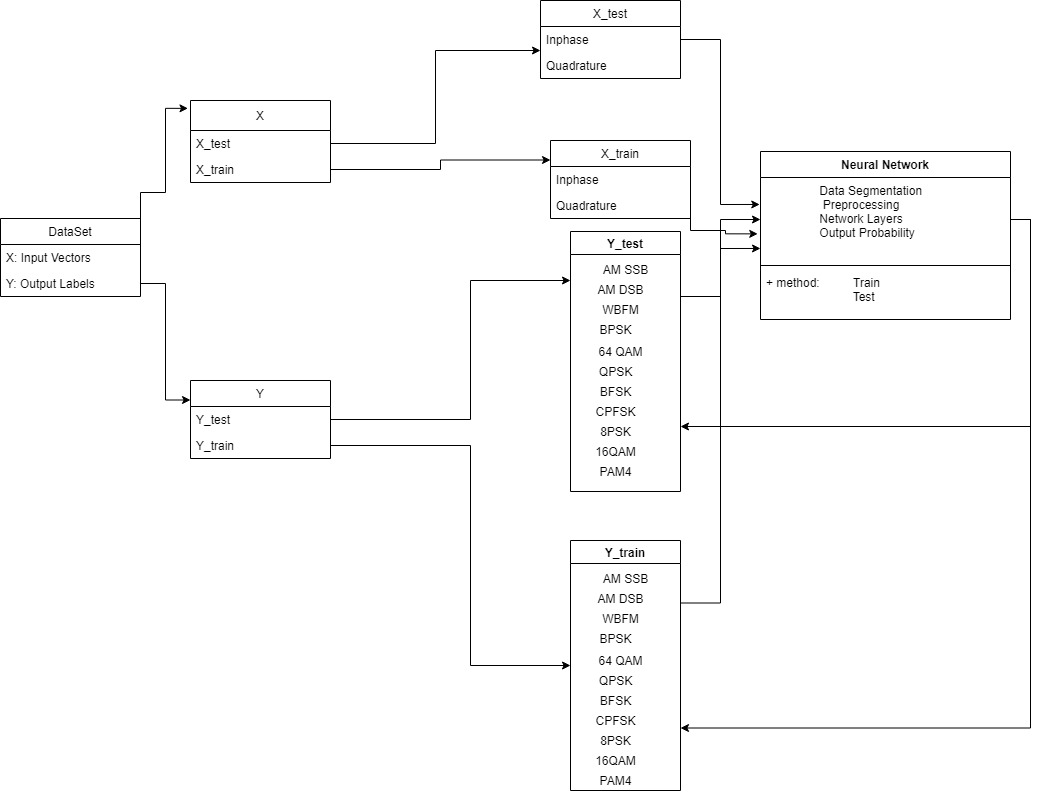 X_test
Inphase
Quadrature
X
X_test
X_train
X_train
Inphase
Quadrature
Neural Network
Data Segmentation
Preprocessing
Network Layers
Output Probability
+ method: Train
Test
DataSet
X: Input Vectors
Y: Output Labels
Y_test
AM SSB
AM DSB
WBFM
BPSK
64 QAM
QPSK
BFSK
CPFSK
8PSK
16QAM
PAM4
Y
Y_test
Y_train
Y_train
AM SSB
AM DSB
WBFM
BPSK
64 QAM
QPSK
BFSK
CPFSK
8PSK
16QAM
PAM4